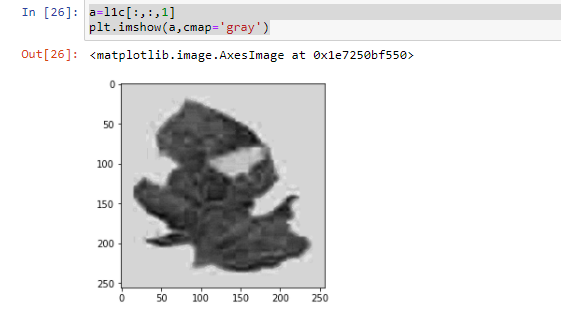 In [26]: a=l1c[:,:,1]
plt.imshow(a,cmap='gray')
Out[26]: <matplotlib.image.AxesImage at 0x1e7250bf550>
0
50
100
150
200
250
0 50 100 150 200 250